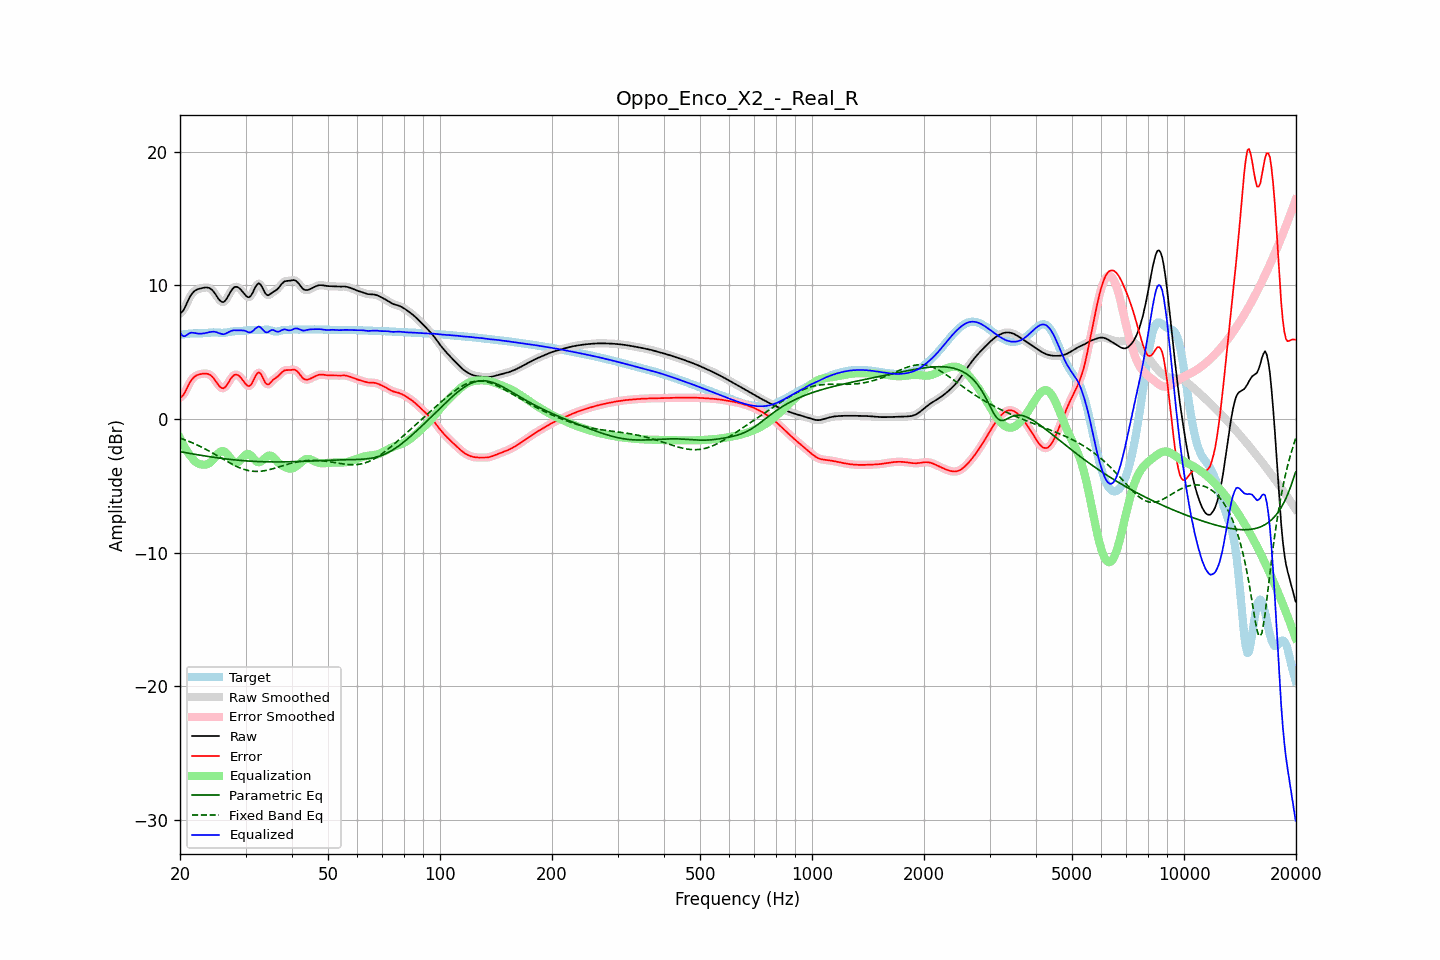 Oppo_Enco_X2_-_Real_R
Amplitude (dBr)
20
10
0
−10
−20
−30
Target
Raw Smoothed
Error Smoothed
Raw
Error
Equalization
Parametric Eq
Fixed Band Eq
Equalized
20 50 100 200 500 1000 2000 5000 10000 20000
Frequency (Hz)